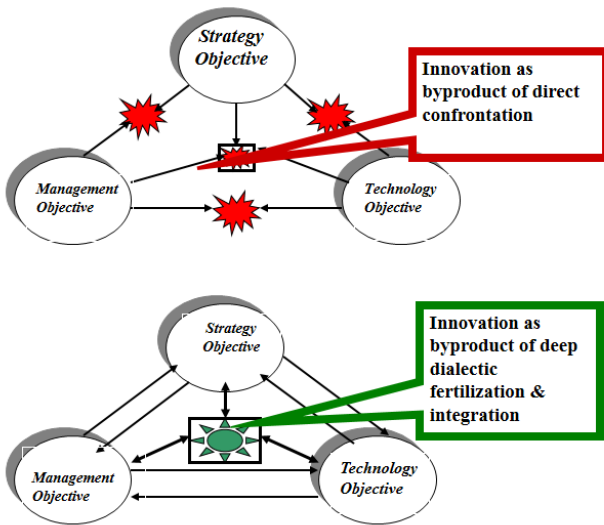 Strategy
Objective
Innovation as
byproduct of direct
confrontation
Management
Objective
Technology
Objective
Strategy
Objective
Innovation as
byproduct of deep
dialectic
fertilization &
integration
Management
Objective
Technology
Objective